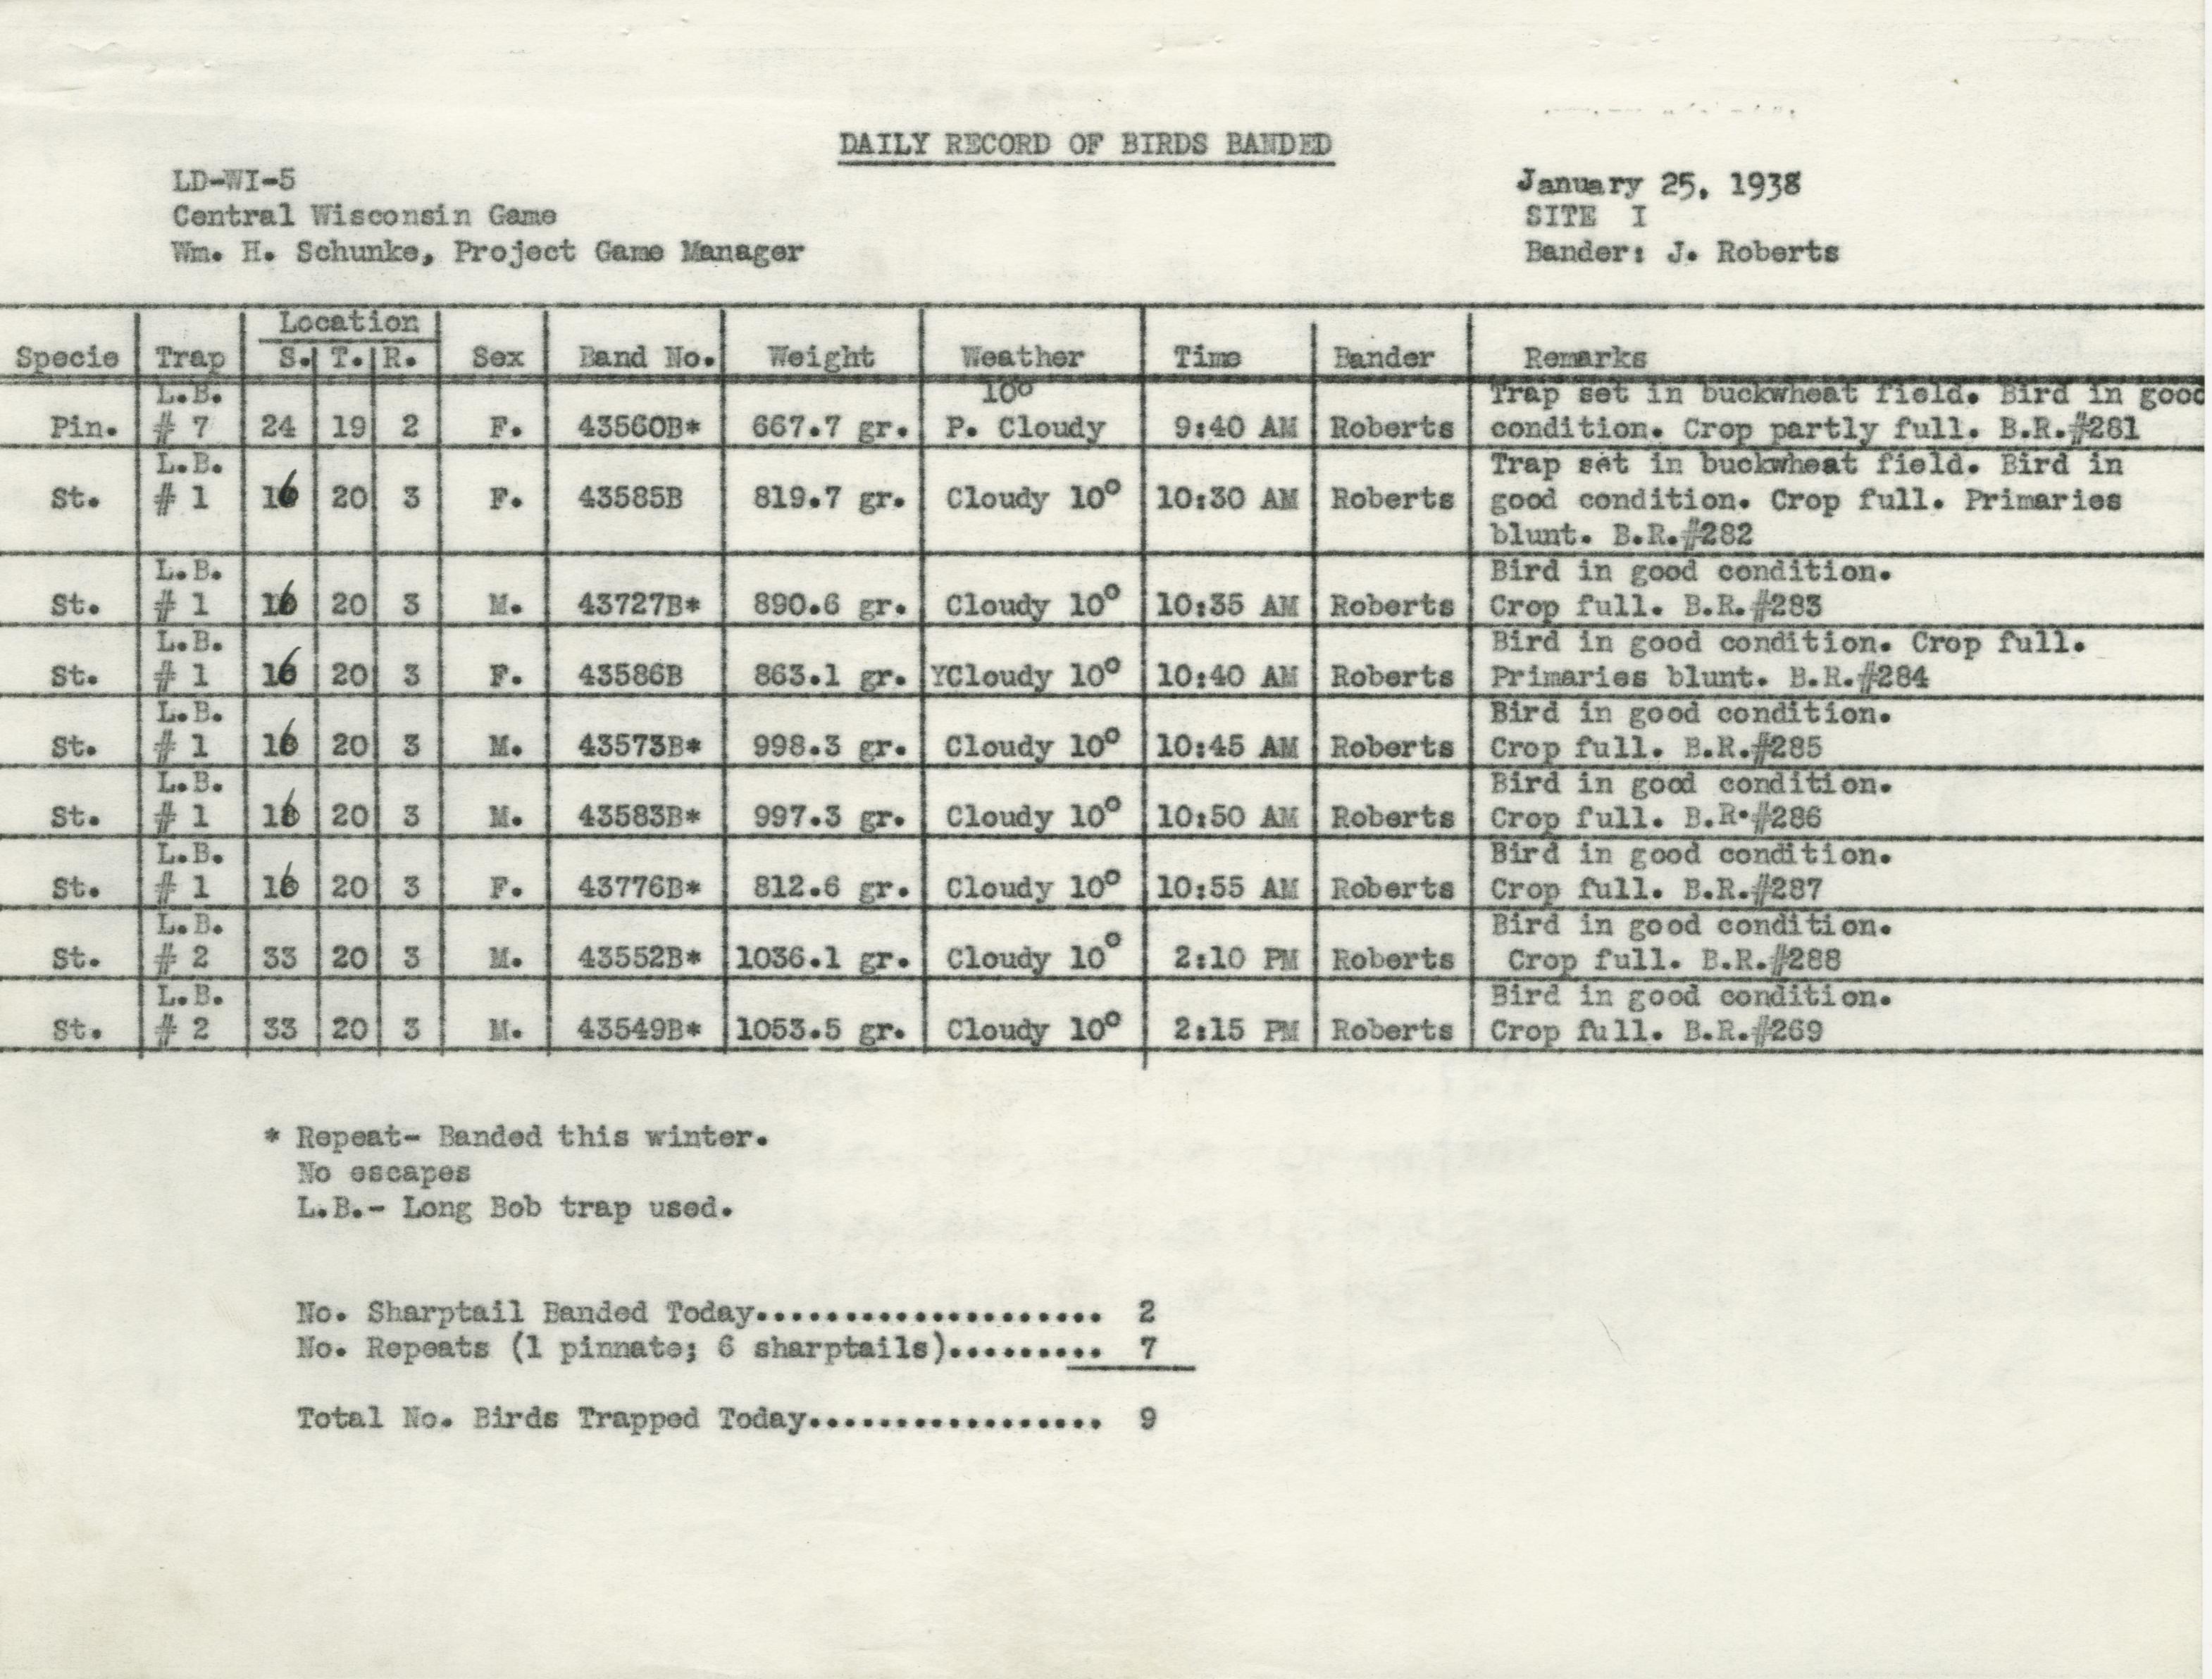 DAILY RECORD OF BIRDS BANDED
LD-WI-5
Central Wisconsin Game
Wm. H. Schunke, Project Game Manager
January 25, 1938
SITE I
Bander: J. Roberts
Location
Specie Trap S. T. R. Sex Band No. Weight Weather Time Bander Remarks
L.B. 10° Trap set in buckwheat field. Bird in good
Pin. # 7 24 19 2 F. 43560B* 667.7 gr. P. Cloudy 9:40 AM Roberts condition. Crop partly full. B.R.#281
L.B. Trap set in buckwheat field. Bird in
St. # 1 16 20 3 F. 43585B 819.7 gr. Cloudy 10° 10:30 AM Roberts good condition. Crop full. Primaries
blunt. B.R.#282
L.B. Bird in good condition.
St. # 1 16 20 3 M. 43727B* 890.6 gr. Cloudy 10° 10:35 AM Roberts Crop full. B.R.#283
L.B. Bird in good condition. Crop full.
St. # 1 16 20 3 F. 43586B 863.1 gr. YCloudy 10° 10:40 AM Roberts Primaries blunt. B.R.#284
L.B. Bird in good condition.
St. # 1 16 20 3 M. 43573B* 998.3 gr. Cloudy 10° 10:45 AM Roberts Crop full. B.R.#285
L.B. Bird in good condition.
St. # 1 16 20 3 M. 43583B* 997.3 gr. Cloudy 10° 10:50 AM Roberts Crop full. B.R.#286
L.B. Bird in good condition.
St. # 1 16 20 3 F. 43776B* 812.6 gr. Cloudy 10° 10:55 AM Roberts Crop full. B.R.#287
L.B. Bird in good condition.
St. # 2 33 20 3 M. 43552B* 1036.1 gr. Cloudy 10° 2:10 PM Roberts Crop full. B.R.#288
L.B. Bird in good condition.
St. # 2 33 20 3 M. 43549B* 1053.5 gr. Cloudy 10° 2:15 PM Roberts Crop full. B.R.#269
* Repeat- Banded this winter.
No escapes
L.B.- Long Bob trap used.
No. Sharptail Banded Today.................... 2
No. Repeats (1 pinnate; 6 sharptails)......... 7
Total No. Birds Trapped Today................. 9